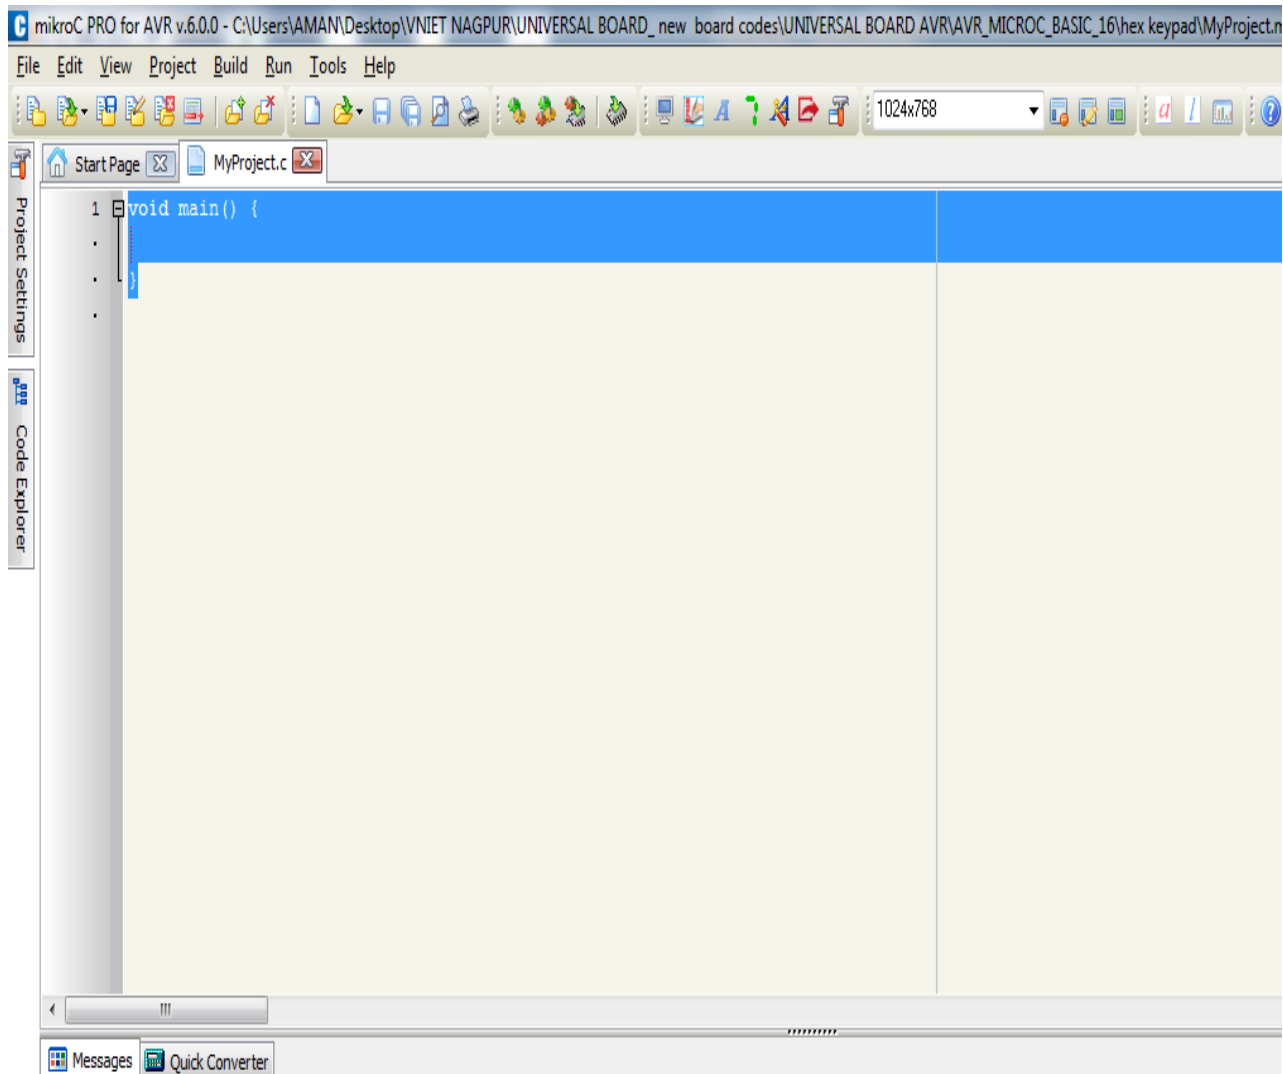 mikroC PRO for AVR v.6.0.0 - C:\Users\AMAN\Desktop\VNIET NAGPUR\UNIVERSAL BOARD_ new  board codes\UNIVERSAL BOARD AVR\AVR_MICROC_BASIC_16\hex keypad\MyProject.m
File Edit View Project Build Run Tools Help
1024x768
Start Page MyProject.c
Project Settings
Code Explorer
1 void main() {
}
Messages Quick Converter